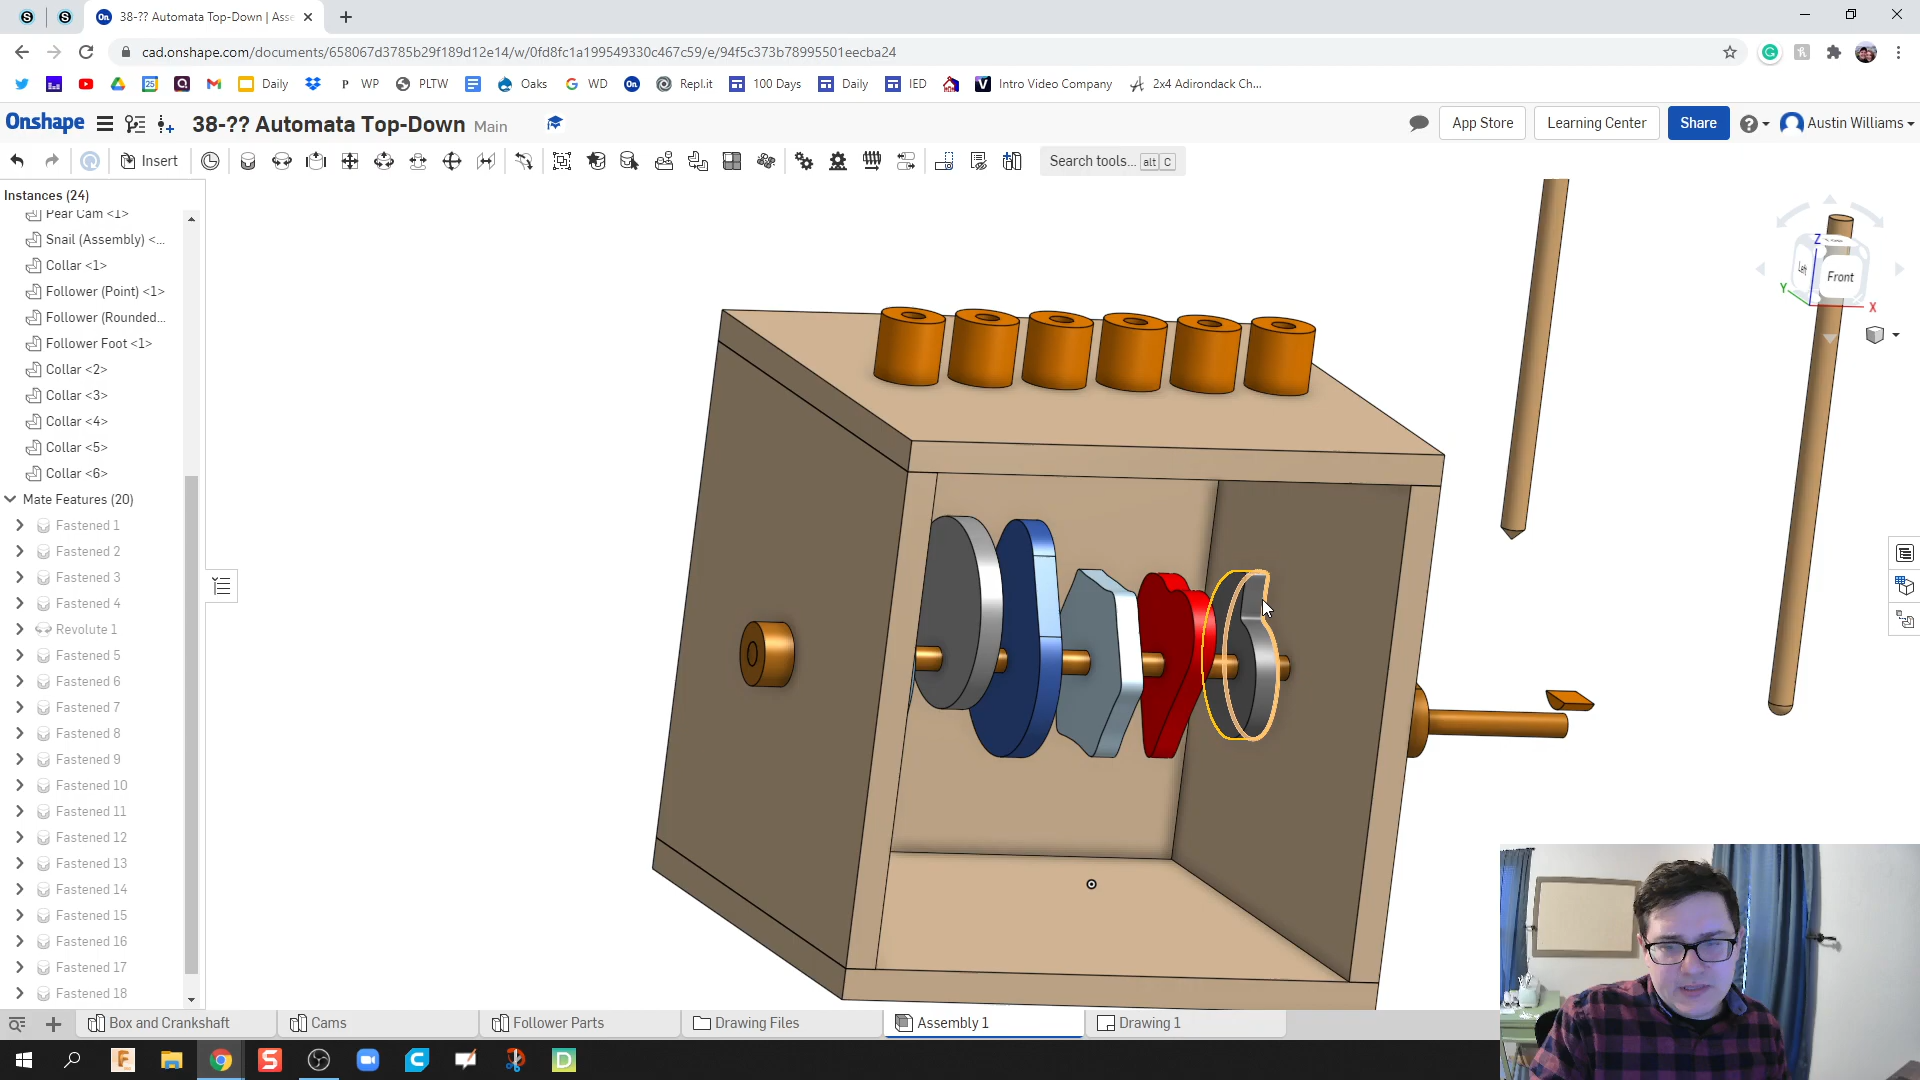 38-?? Automata Top-Down | Asse
cad.onshape.com/documents/658067d3785b29f189d12e14/w/0fd8fc1a199549330c467c59/e/94f5c373b78995501eecba24
Daily
P WP
PLTW
Oaks
G WD
On
Repl.it
100 Days
Daily
IED
V Intro Video Company
2x4 Adirondack Ch...
Onshape
38-?? Automata Top-Down Main
App Store
Learning Center
Share
Austin Williams
Insert
Search tools... alt C
Instances (24)
Pear Cam <1>
Snail (Assembly) <...
Collar <1>
Follower (Point) <1>
Follower (Rounded...
Follower Foot <1>
Collar <2>
Collar <3>
Collar <4>
Collar <5>
Collar <6>
Mate Features (20)
Fastened 1
Fastened 2
Fastened 3
Fastened 4
Revolute 1
Fastened 5
Fastened 6
Fastened 7
Fastened 8
Fastened 9
Fastened 10
Fastened 11
Fastened 12
Fastened 13
Fastened 14
Fastened 15
Fastened 16
Fastened 17
Fastened 18
Z
Left
Front
Y
X
Box and Crankshaft
Cams
Follower Parts
Drawing Files
Assembly 1
Drawing 1